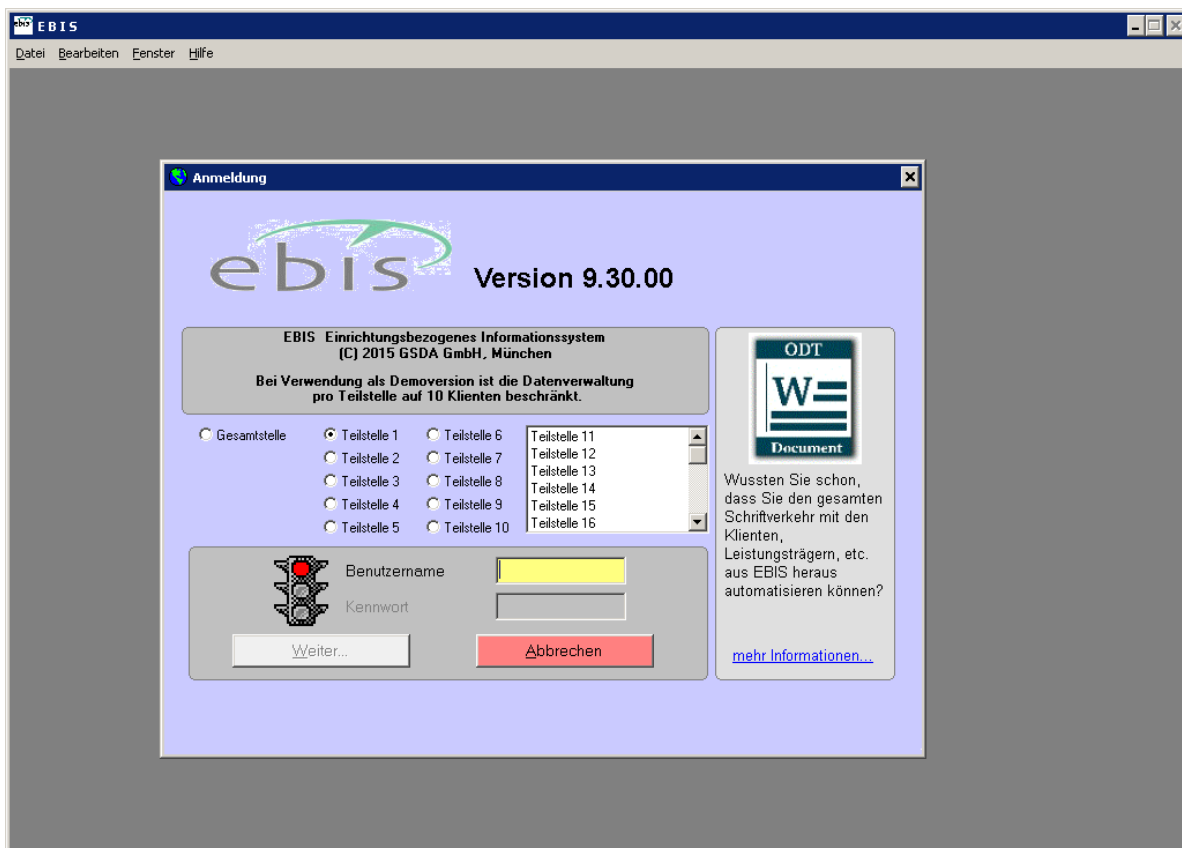 ebis EBIS
Datei Bearbeiten Fenster Hilfe
Anmeldung
ebis
Version 9.30.00
EBIS Einrichtungsbezogenes Informationssystem
(C) 2015 GSDA GmbH, München
Bei Verwendung als Demoversion ist die Datenverwaltung
pro Teilstelle auf 10 Klienten beschränkt.
Gesamtstelle
Teilstelle 1
Teilstelle 2
Teilstelle 3
Teilstelle 4
Teilstelle 5
Teilstelle 6
Teilstelle 7
Teilstelle 8
Teilstelle 9
Teilstelle 10
Teilstelle 11
Teilstelle 12
Teilstelle 13
Teilstelle 14
Teilstelle 15
Teilstelle 16
Benutzername
Kennwort
Weiter...
Abbrechen
ODT
W
Document
Wussten Sie schon,
dass Sie den gesamten
Schriftverkehr mit den
Klienten,
Leistungsträgern, etc.
aus EBIS heraus
automatisieren können?
mehr Informationen...